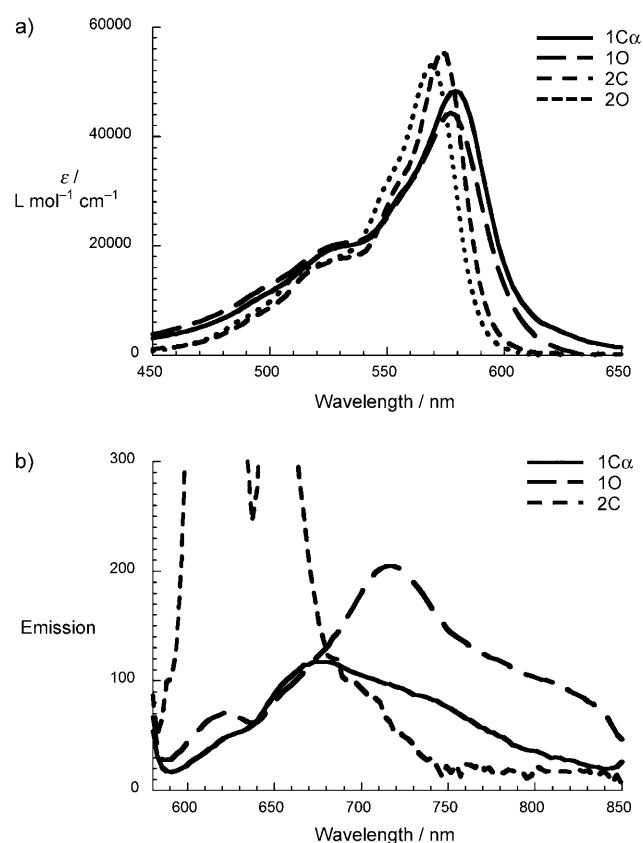 a)
60000
40000
20000
0
ε /
L mol⁻¹ cm⁻¹
1Cα
1O
2C
2O
450
500
550
600
650
Wavelength / nm
b)
300
200
100
0
Emission
1Cα
1O
2C
600
650
700
750
800
850
Wavelength / nm